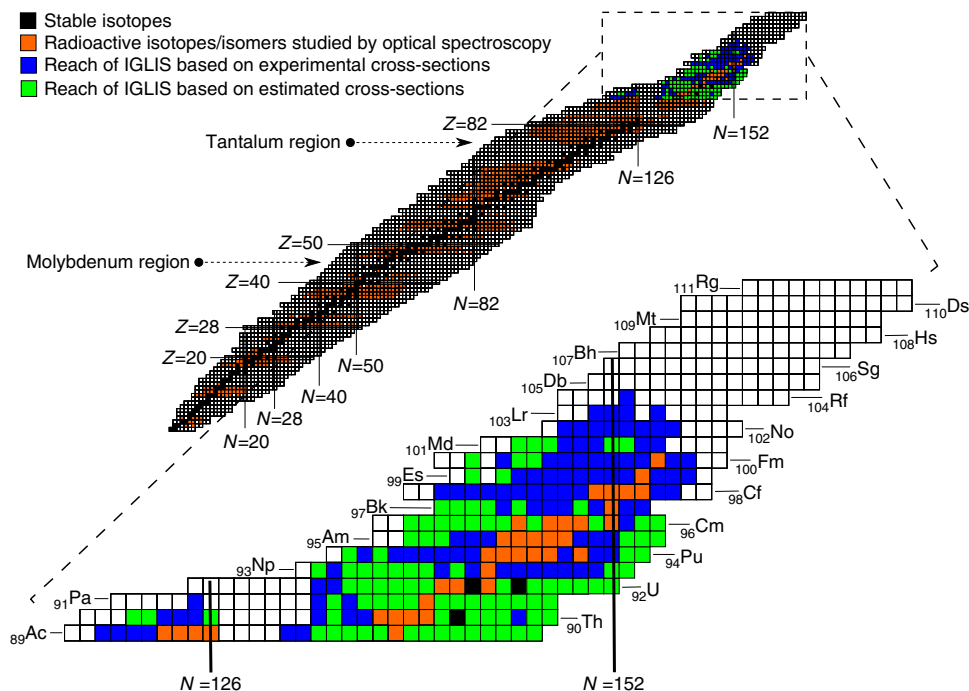 Stable isotopes
Radioactive isotopes/isomers studied by optical spectroscopy
Reach of IGLIS based on experimental cross-sections
Reach of IGLIS based on estimated cross-sections
Z=82
N=152
Tantalum region
N=126
Z=50
Molybdenum region
Z=40
N=82
Z=28
Z=20
N=50
N=40
N=28
N=20
111Rg
110Ds
109Mt
108Hs
107Bh
106Sg
105Db
104Rf
103Lr
102No
101Md
100Fm
99Es
98Cf
97Bk
96Cm
95Am
94Pu
93Np
92U
91Pa
90Th
89Ac
N =126
N =152